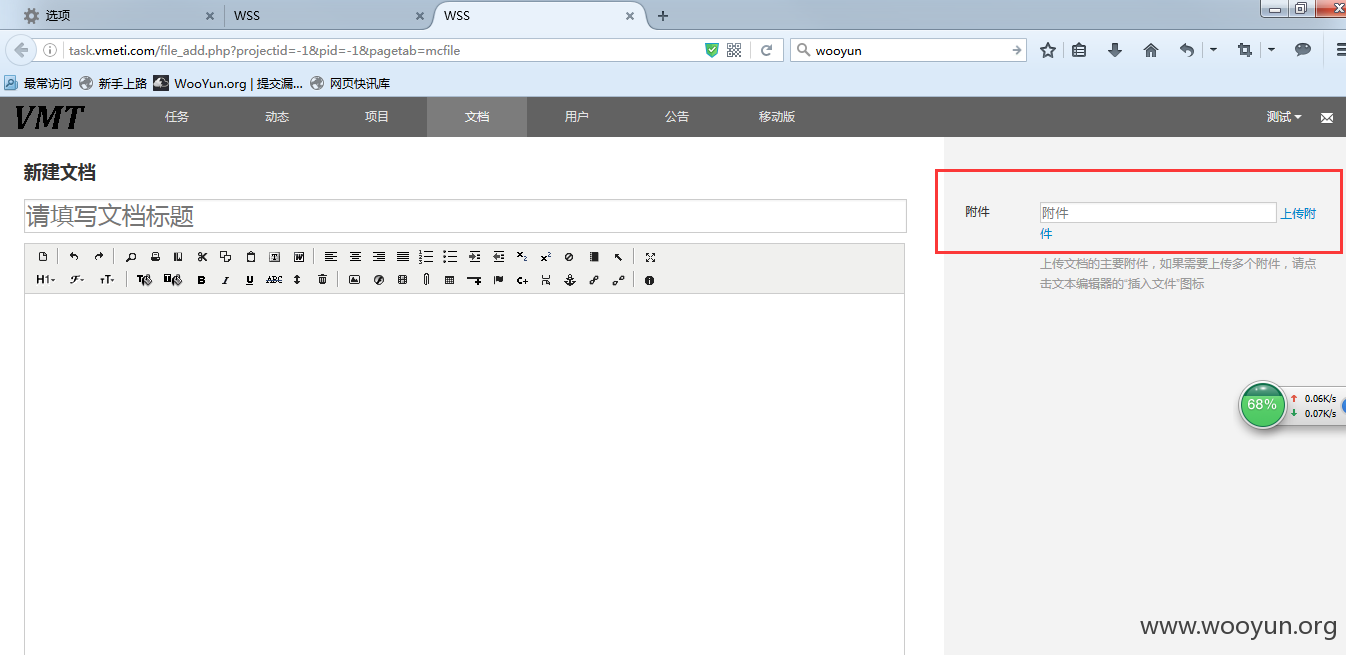 选项
WSS
WSS
task.vmeti.com/file_add.php?projectid=-1&pid=-1&pagetab=mcfile
wooyun
最常访问 新手上路 WooYun.org | 提交漏... 网页快讯库
VMT 任务 动态 项目 文档 用户 公告 移动版 测试
新建文档
请填写文档标题
附件 附件 上传附
件
上传文档的主要附件，如果需要上传多个附件，请点
击文本编辑器的“插入文件”图标
H1 ABC
68% 0.06K/s
0.07K/s
www.wooyun.org